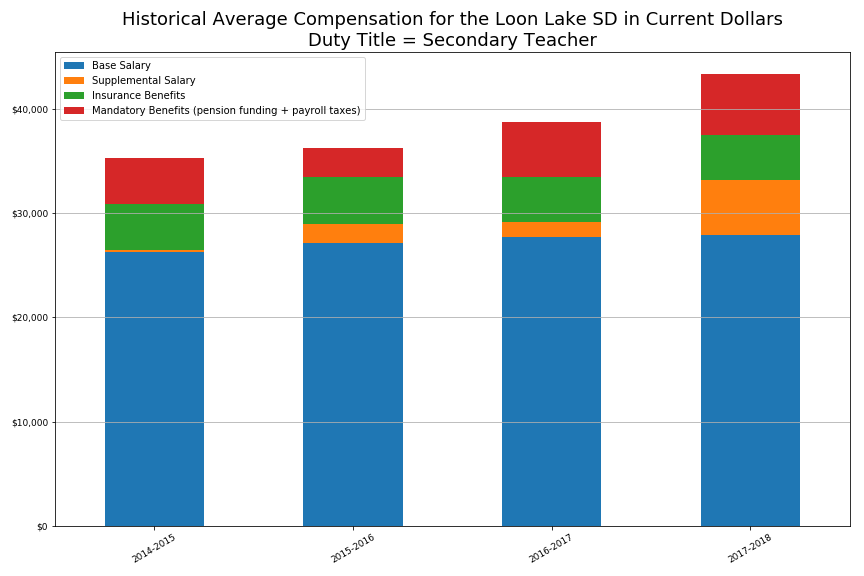 Historical Average Compensation for the Loon Lake SD in Current Dollars
Duty Title = Secondary Teacher
Base Salary
Supplemental Salary
Insurance Benefits
Mandatory Benefits (pension funding + payroll taxes)
$40,000
$30,000
$20,000
$10,000
$0
2014-2015
2015-2016
2016-2017
2017-2018